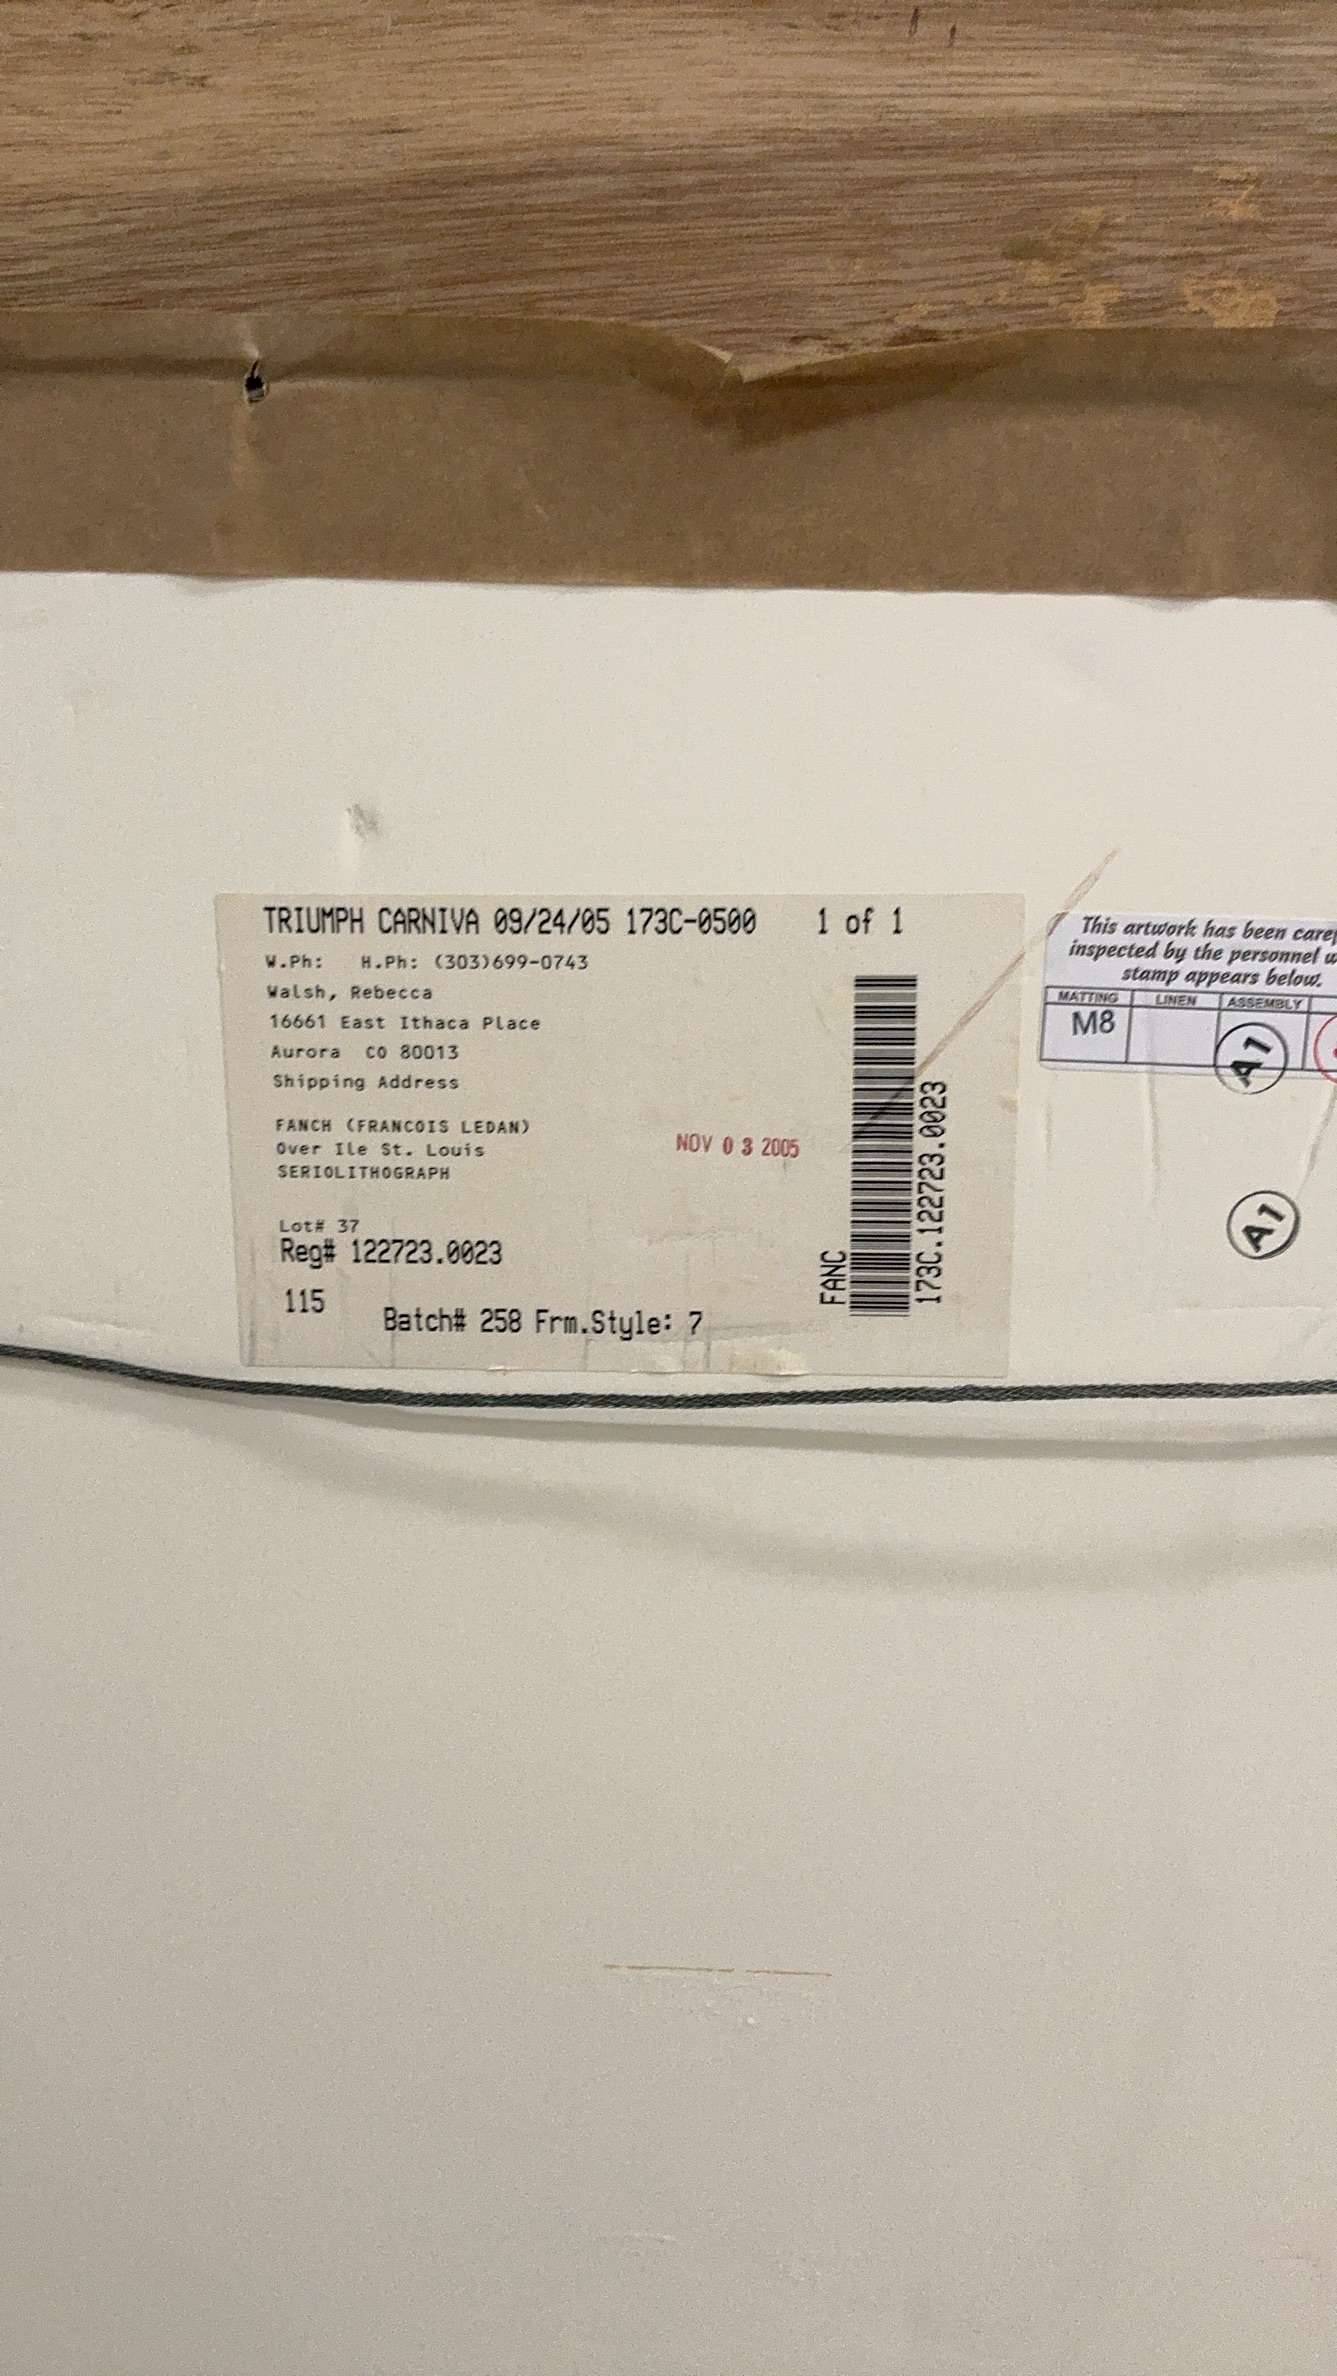 TRIUMPH CARNIVA 09/24/05 173C-0500 1 of 1
W.Ph: H.Ph: (303)699-0743
Walsh, Rebecca
16661 East Ithaca Place
Aurora CO 80013
Shipping Address
FANCH (FRANCOIS LEDAN)
Over Ile St. Louis
SERIOLITHOGRAPH
NOV 03 2005
Lot# 37
Reg# 122723.0023
115
Batch# 258 Frm.Style: 7
FANC
173C.122723.0023
This artwork has been
inspected by the personnel
stamp appears below.
MATTING LINEN ASSEMBLY
M8
A1
A1